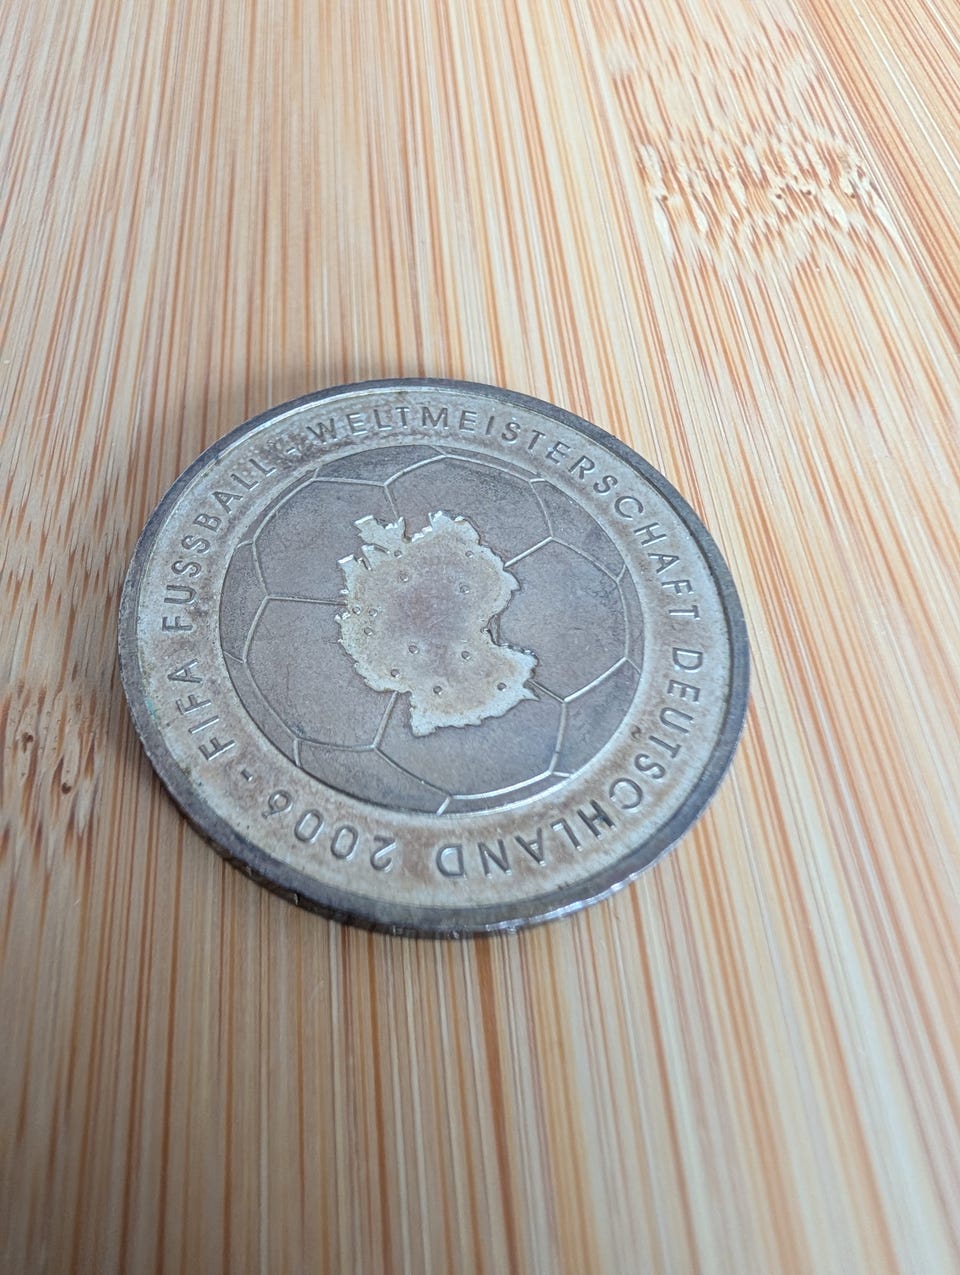 FIFA FUSSBALL-WELTMEISTERSCHAFT DEUTSCHLAND 2006 -